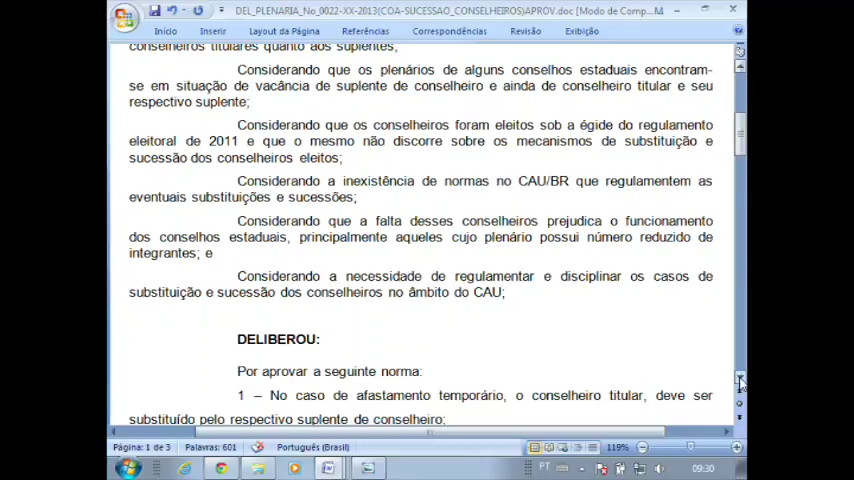 DEL_PLENARIA_No_0022-XX-2013(COA-SUCESSAO_CONSELHEIROS)APROV.doc [Modo de Comp...
Início Inserir Layout da Página Referências Correspondências Revisão Exibição
conselheiros titulares quanto aos suplentes;
Considerando que os plenários de alguns conselhos estaduais encontram-
se em situação de vacância de suplente de conselheiro e ainda de conselheiro titular e seu
respectivo suplente;
Considerando que os conselheiros foram eleitos sob a égide do regulamento
eleitoral de 2011 e que o mesmo não discorre sobre os mecanismos de substituição e
sucessão dos conselheiros eleitos;
Considerando a inexistência de normas no CAU/BR que regulamentem as
eventuais substituições e sucessões;
Considerando que a falta desses conselheiros prejudica o funcionamento
dos conselhos estaduais, principalmente aqueles cujo plenário possui número reduzido de
integrantes; e
Considerando a necessidade de regulamentar e disciplinar os casos de
substituição e sucessão dos conselheiros no âmbito do CAU;
DELIBEROU:
Por aprovar a seguinte norma:
1 – No caso de afastamento temporário, o conselheiro titular, deve ser
substituído pelo respectivo suplente de conselheiro;
Página: 1 de 3 Palavras: 601 Português (Brasil) 119%
PT 09:30